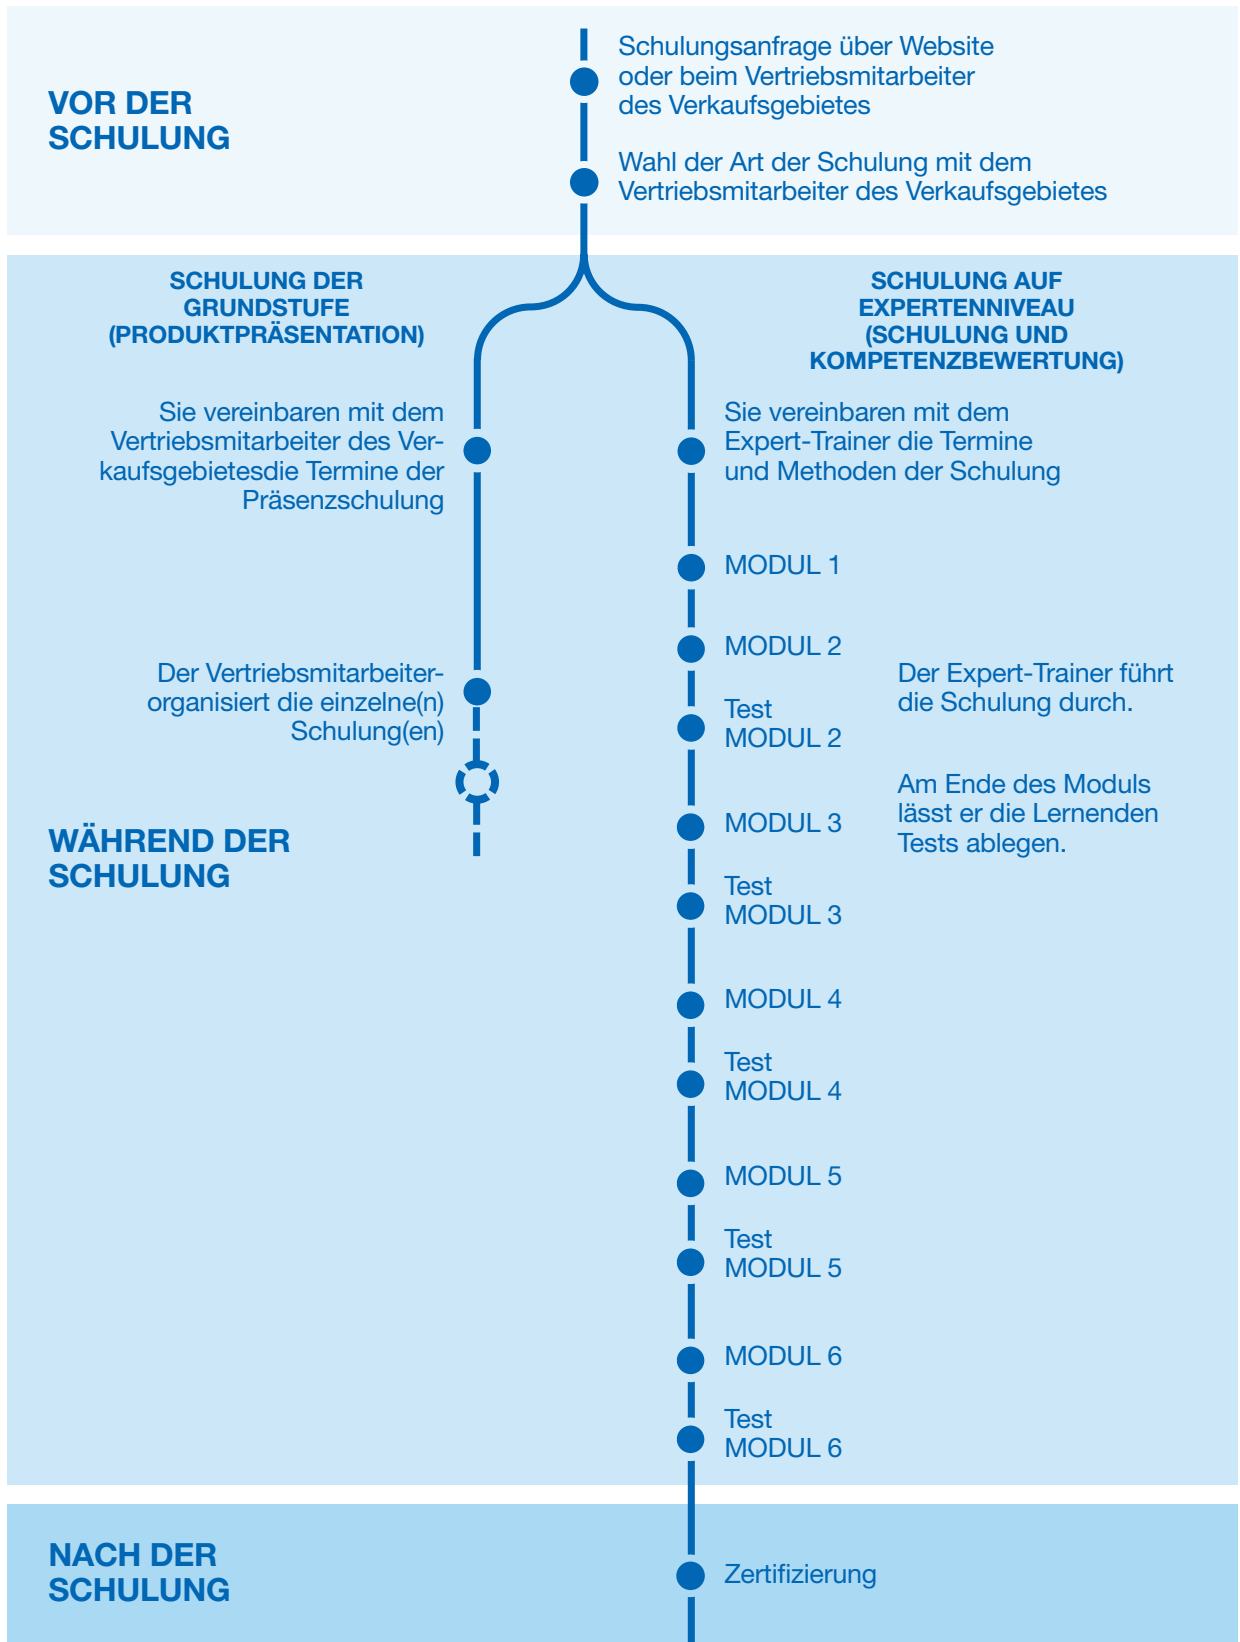 VOR DER
SCHULUNG
Schulungsanfrage über Website
oder beim Vertriebsmitarbeiter
des Verkaufsgebietes
Wahl der Art der Schulung mit dem
Vertriebsmitarbeiter des Verkaufsgebietes
SCHULUNG DER
GRUNDSTUFE
(PRODUKTPRÄSENTATION)
Sie vereinbaren mit dem
Vertriebsmitarbeiter des Ver-
kaufsgebietesdie Termine der
Präsenzschulung
Der Vertriebsmitarbeiter-
organisiert die einzelne(n)
Schulung(en)
WÄHREND DER
SCHULUNG
SCHULUNG AUF
EXPERTENNIVEAU
(SCHULUNG UND
KOMPETENZBEWERTUNG)
Sie vereinbaren mit dem
Expert-Trainer die Termine
und Methoden der Schulung
MODUL 1
MODUL 2
Test
MODUL 2
MODUL 3
Test
MODUL 3
MODUL 4
Test
MODUL 4
MODUL 5
Test
MODUL 5
MODUL 6
Test
MODUL 6
Der Expert-Trainer führt
die Schulung durch.
Am Ende des Moduls
lässt er die Lernenden
Tests ablegen.
NACH DER
SCHULUNG
Zertifizierung